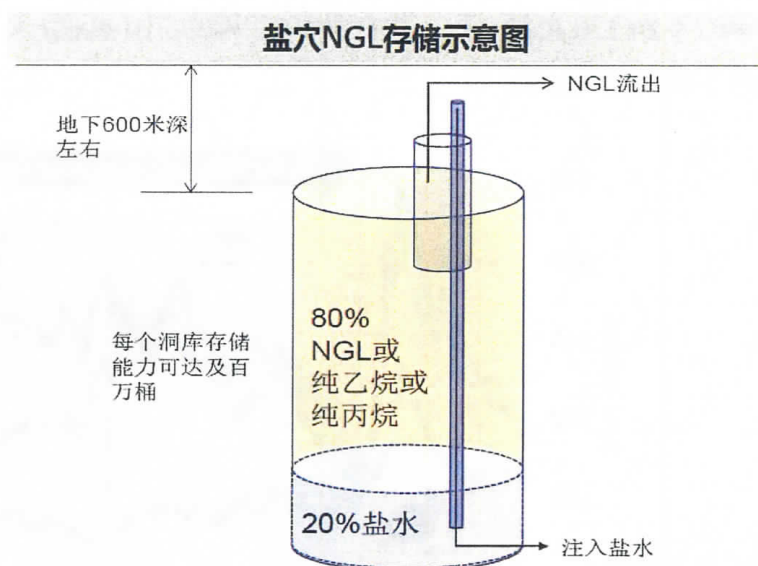 盐穴NGL存储示意图
NGL流出
地下600米深
左右
80%
NGL或
纯乙烷或
纯丙烷
每个洞库存储
能力可达及百
万桶
20%盐水
注入盐水